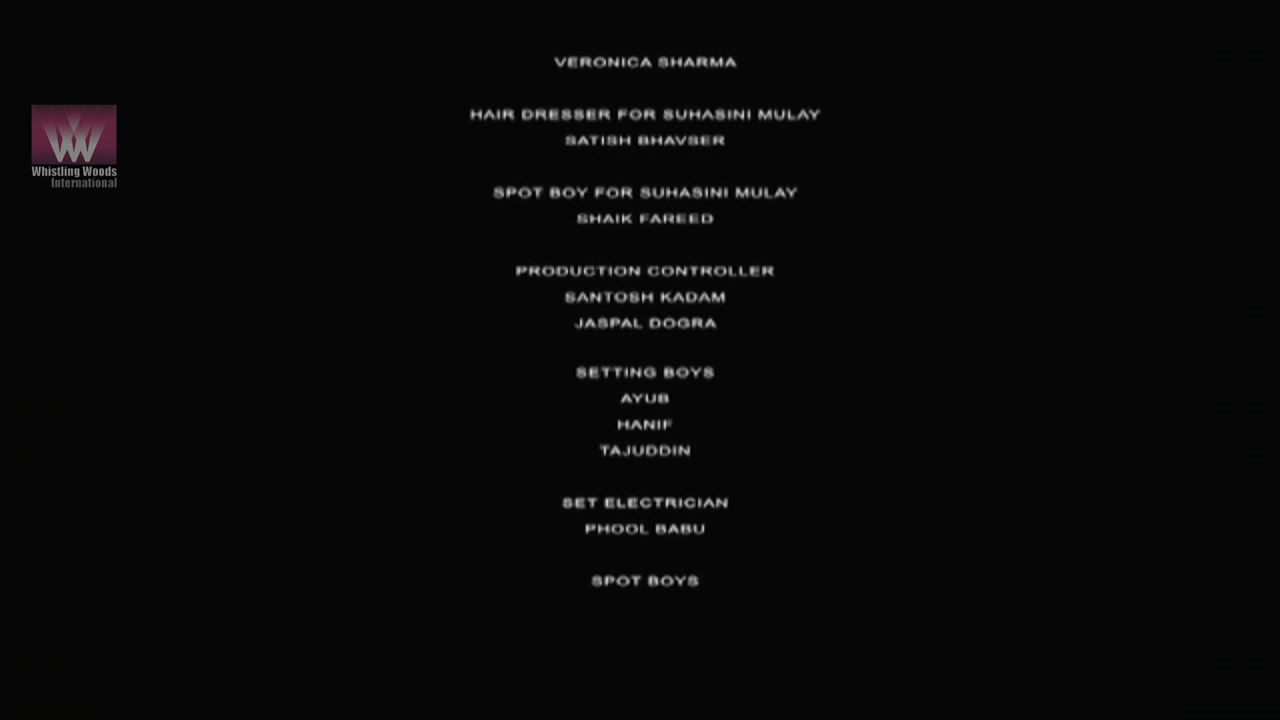 VERONICA SHARMA
HAIR DRESSER FOR SUHASINI MULAY
SATISH BHAVSER
SPOT BOY FOR SUHASINI MULAY
SHAIK FAREED
PRODUCTION CONTROLLER
SANTOSH KADAM
JASPAL DOGRA
SETTING BOYS
AYUB
HANIF
TAJUDDIN
SET ELECTRICIAN
PHOOL BABU
SPOT BOYS
Whistling Woods
International